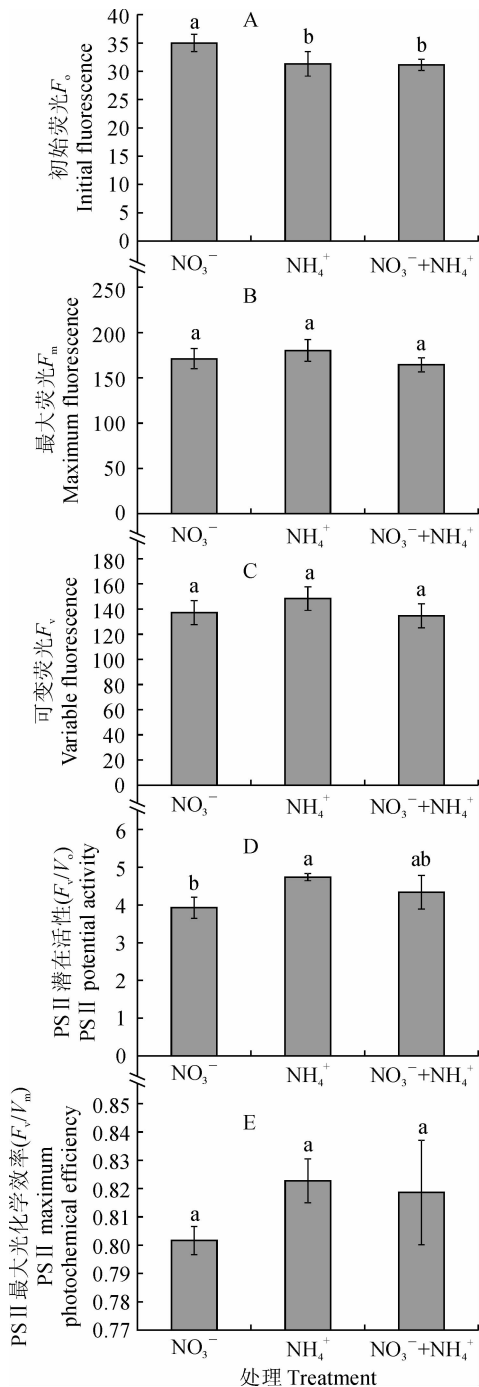 a
A
b
b
40
35
30
25
20
15
10
5
0
初始荧光Fₒ
Initial fluorescence
NO₃⁻
NH₄⁺
NO₃⁻+NH₄⁺
B
a
a
a
250
200
150
100
50
0
最大荧光Fₘ
Maximum fluorescence
NO₃⁻
NH₄⁺
NO₃⁻+NH₄⁺
C
a
a
a
180
160
140
120
100
80
60
40
20
0
可变荧光Fᵥ
Variable fluorescence
NO₃⁻
NH₄⁺
NO₃⁻+NH₄⁺
D
b
a
ab
6
5
4
3
2
1
0
PSⅡ潜在活性(Fᵥ/Vₒ)
PSⅡ potential activity
NO₃⁻
NH₄⁺
NO₃⁻+NH₄⁺
E
a
a
a
0.85
0.84
0.83
0.82
0.81
0.80
0.79
0.78
0.77
PSⅡ最大光化学效率(Fᵥ/Vₘ)
PSⅡ maximum
photochemical efficiency
NO₃⁻
NH₄⁺
NO₃⁻+NH₄⁺
处理 Treatment